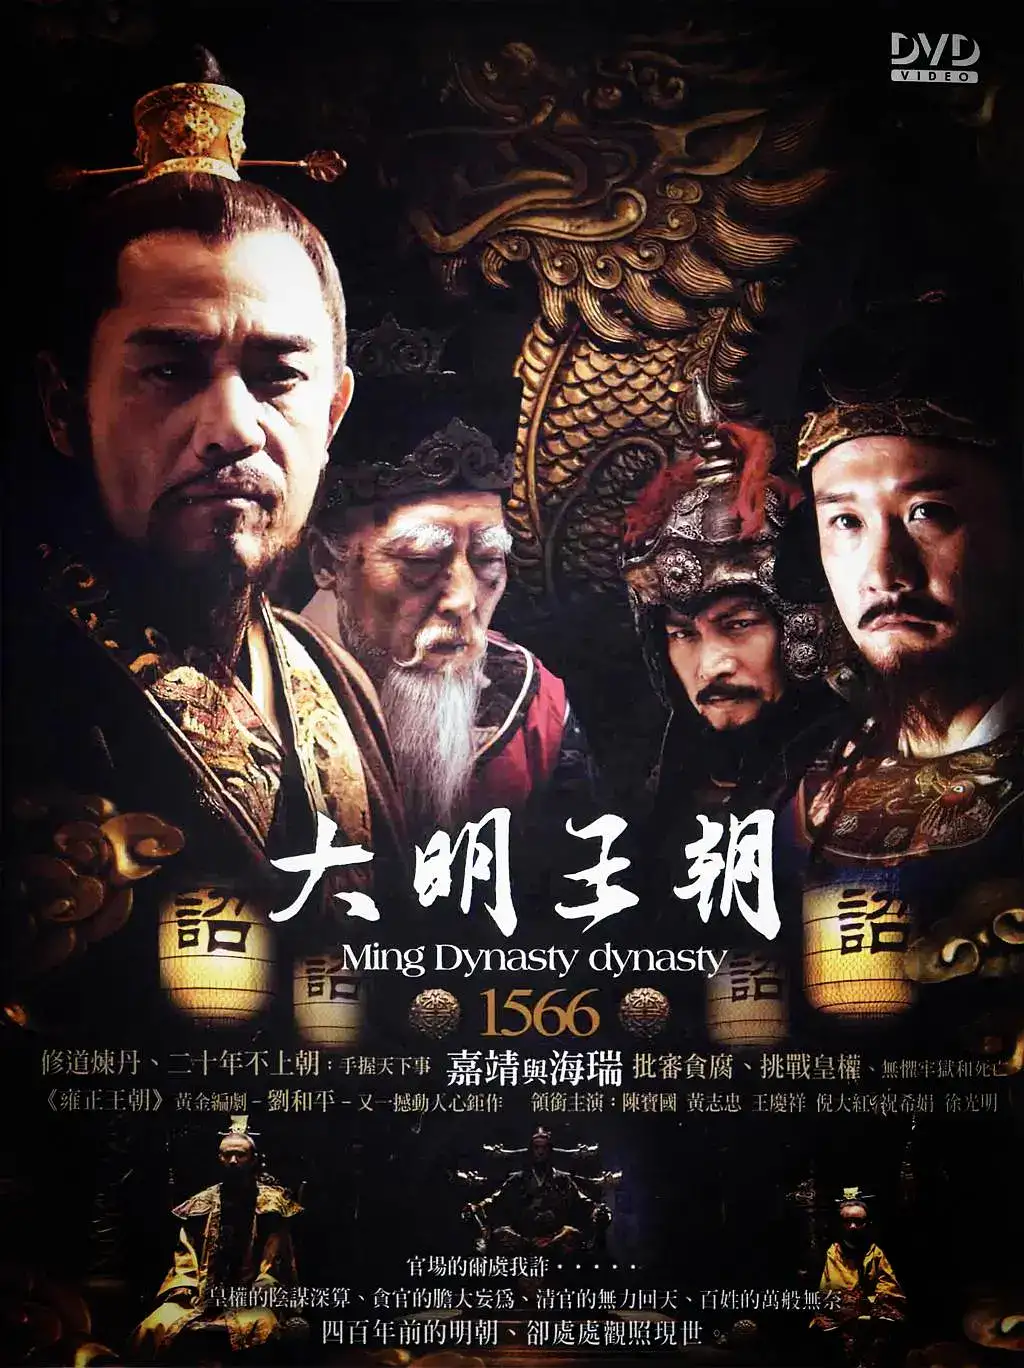 DVD
VIDEO
大明王朝
詔
詔
詔
詔
Ming Dynasty dynasty
1566
修道煉丹、二十年不上朝：手握天下事 嘉靖與海瑞 批審貪腐、挑戰皇權、無懼牢獄和死亡
《雍正王朝》黃金編劇－劉和平－又一撼動人心鉅作 領銜主演：陳寶國 黃志忠 王慶祥 倪大紅 祝希娟 徐光明
官場的爾虞我詐·····
皇權的陰謀深算、貪官的膽大妄為、清官的無力回天、百姓的萬般無奈
四百年前的明朝、卻處處觀照現世。